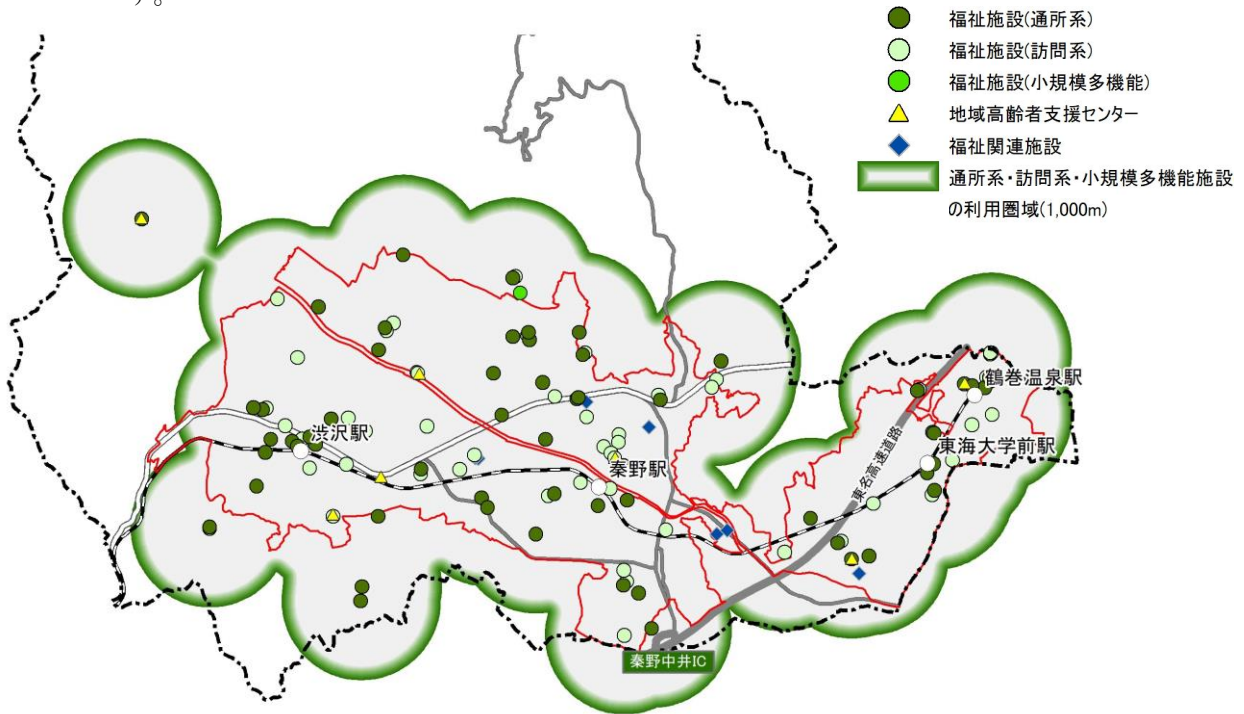 す。
福祉施設(通所系)
福祉施設(訪問系)
福祉施設(小規模多機能)
地域高齢者支援センター
福祉関連施設
通所系・訪問系・小規模多機能施設
の利用圏域(1,000m)
鶴巻温泉駅
渋沢駅
東海大学前駅
秦野駅
東名高速道路
秦野中井IC